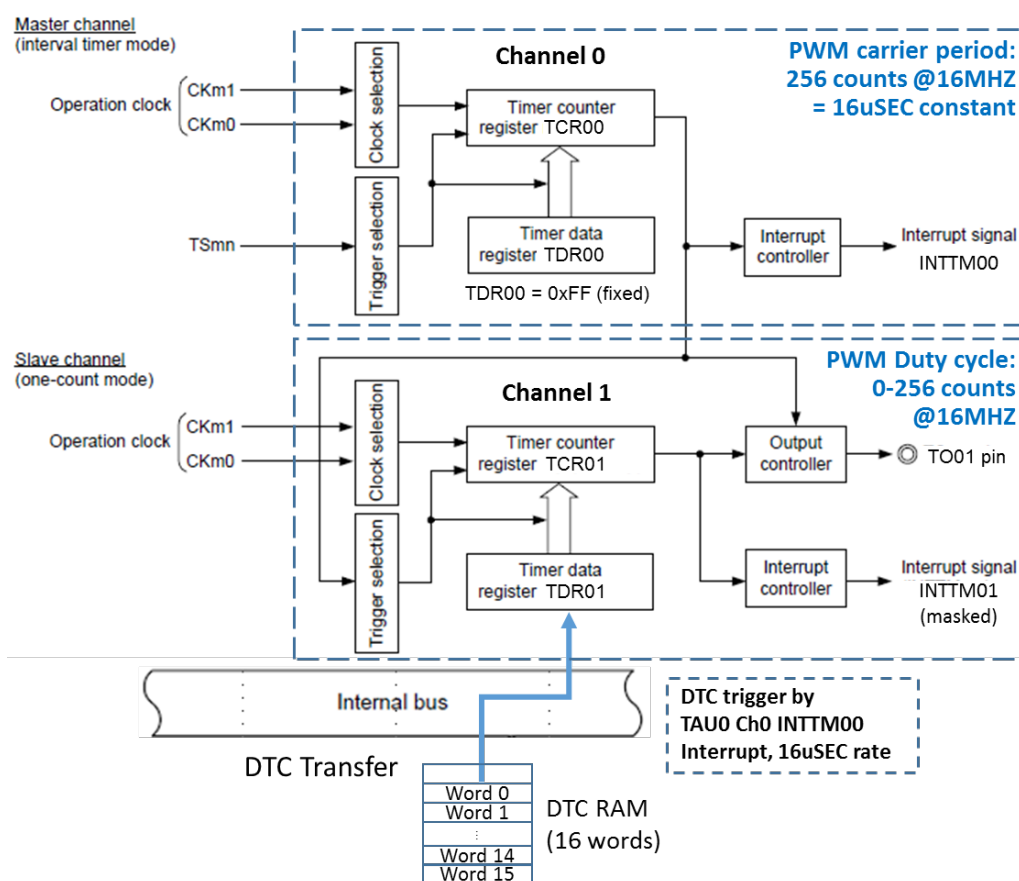 Master channel
(interval timer mode)
Operation clock
CKm1
CKm0
TSmn
Clock selection
Trigger selection
Channel 0
Timer counter
register TCR00
Timer data
register TDR00
TDR00 = 0xFF (fixed)
PWM carrier period:
256 counts @16MHZ
= 16uSEC constant
Interrupt
controller
Interrupt signal
INTTM00
Slave channel
(one-count mode)
Operation clock
CKm1
CKm0
Clock selection
Trigger selection
Channel 1
Timer counter
register TCR01
Timer data
register TDR01
PWM Duty cycle:
0-256 counts
@16MHZ
Output
controller
TO01 pin
Interrupt
controller
Interrupt signal
INTTM01
(masked)
Internal bus
DTC trigger by
TAU0 Ch0 INTTM00
Interrupt, 16uSEC rate
DTC Transfer
Word 0
Word 1
⋮
Word 14
Word 15
DTC RAM
(16 words)